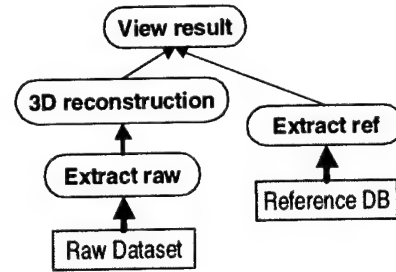 View result
3D reconstruction
Extract ref
Extract raw
Reference DB
Raw Dataset